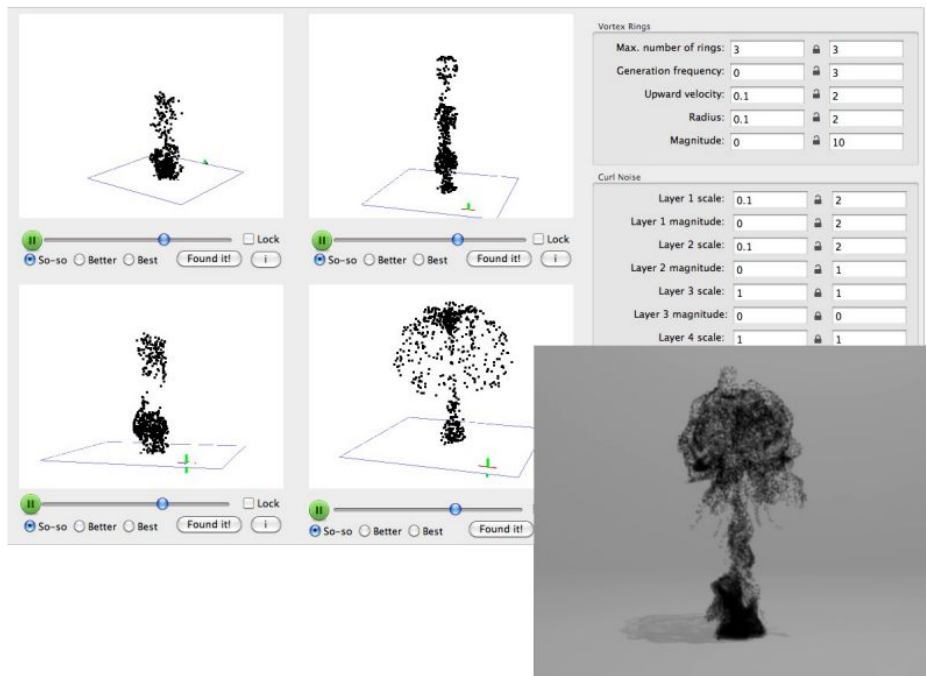 Lock
So-so Better Best Found it! i
Lock
So-so Better Best Found it! i
Lock
So-so Better Best Found it! i
So-so Better Best Found it!
Vortex Rings
Max. number of rings: 3 3
Generation frequency: 0 3
Upward velocity: 0.1 2
Radius: 0.1 2
Magnitude: 0 10
Curl Noise
Layer 1 scale: 0.1 2
Layer 1 magnitude: 0 2
Layer 2 scale: 0.1 2
Layer 2 magnitude: 0 1
Layer 3 scale: 1 1
Layer 3 magnitude: 0 0
Layer 4 scale: 1 1